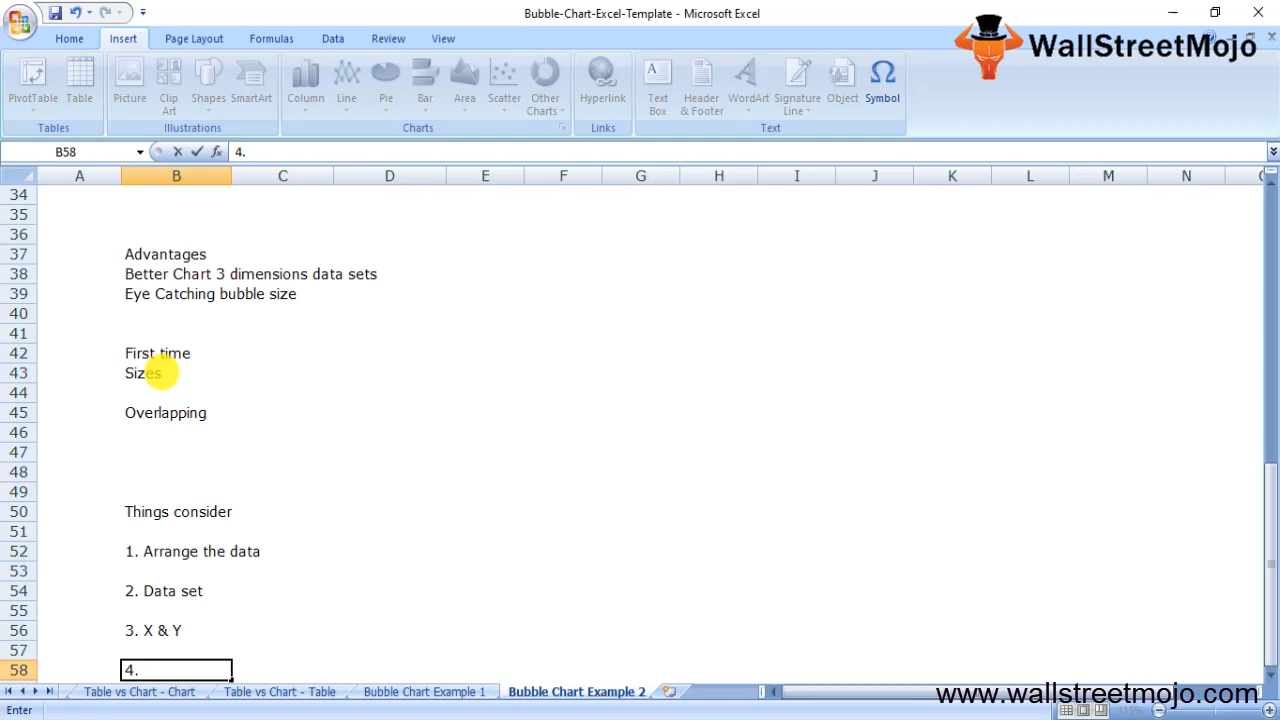 Bubble-Chart-Excel-Template - Microsoft Excel
WallStreetMojo
Home Insert Page Layout Formulas Data Review View
PivotTable Table Picture Clip Art Shapes SmartArt Column Line Pie Bar Area Scatter Other Charts Hyperlink Text Box Header & Footer WordArt Signature Line Object Symbol
Tables Illustrations Charts Links Text
B58 fx 4.
A B C D E F G H I J K L M N
34
35
36
37 Advantages
38 Better Chart 3 dimensions data sets
39 Eye Catching bubble size
40
41
42 First time
43 Sizes
44
45 Overlapping
46
47
48
49
50 Things consider
51
52 1. Arrange the data
53
54 2. Data set
55
56 3. X & Y
57
58 4.
Table vs Chart - Chart Table vs Chart - Table Bubble Chart Example 1 Bubble Chart Example 2
www.wallstreetmojo.com
Enter